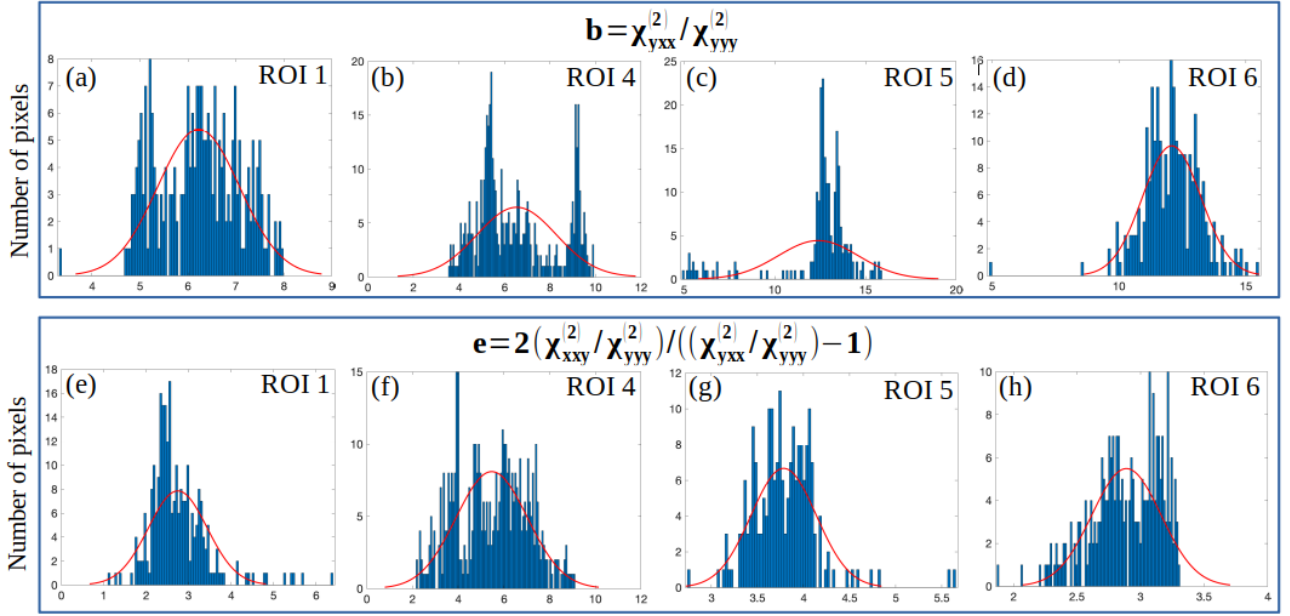 b=χ_yxx^(2)/χ_yyy^(2)
Number of pixels
(a) ROI 1
8
7
6
5
4
3
2
1
0
4 5 6 7 8 9
(b) ROI 4
20
15
10
5
0
0 2 4 6 8 10 12
(c) ROI 5
25
20
15
10
5
0
5 10 15 20
(d) ROI 6
16
14
12
10
8
6
4
2
0
5 10 15
e=2(χ_xxy^(2)/χ_yyy^(2))/((χ_yxx^(2)/χ_yyy^(2))−1)
Number of pixels
(e) ROI 1
18
16
14
12
10
8
6
4
2
0
0 1 2 3 4 5 6
(f) ROI 4
15
10
5
0
0 2 4 6 8 10 12
(g) ROI 5
12
10
8
6
4
2
0
3 3.5 4 4.5 5 5.5
(h) ROI 6
10
8
6
4
2
0
2 2.5 3 3.5 4